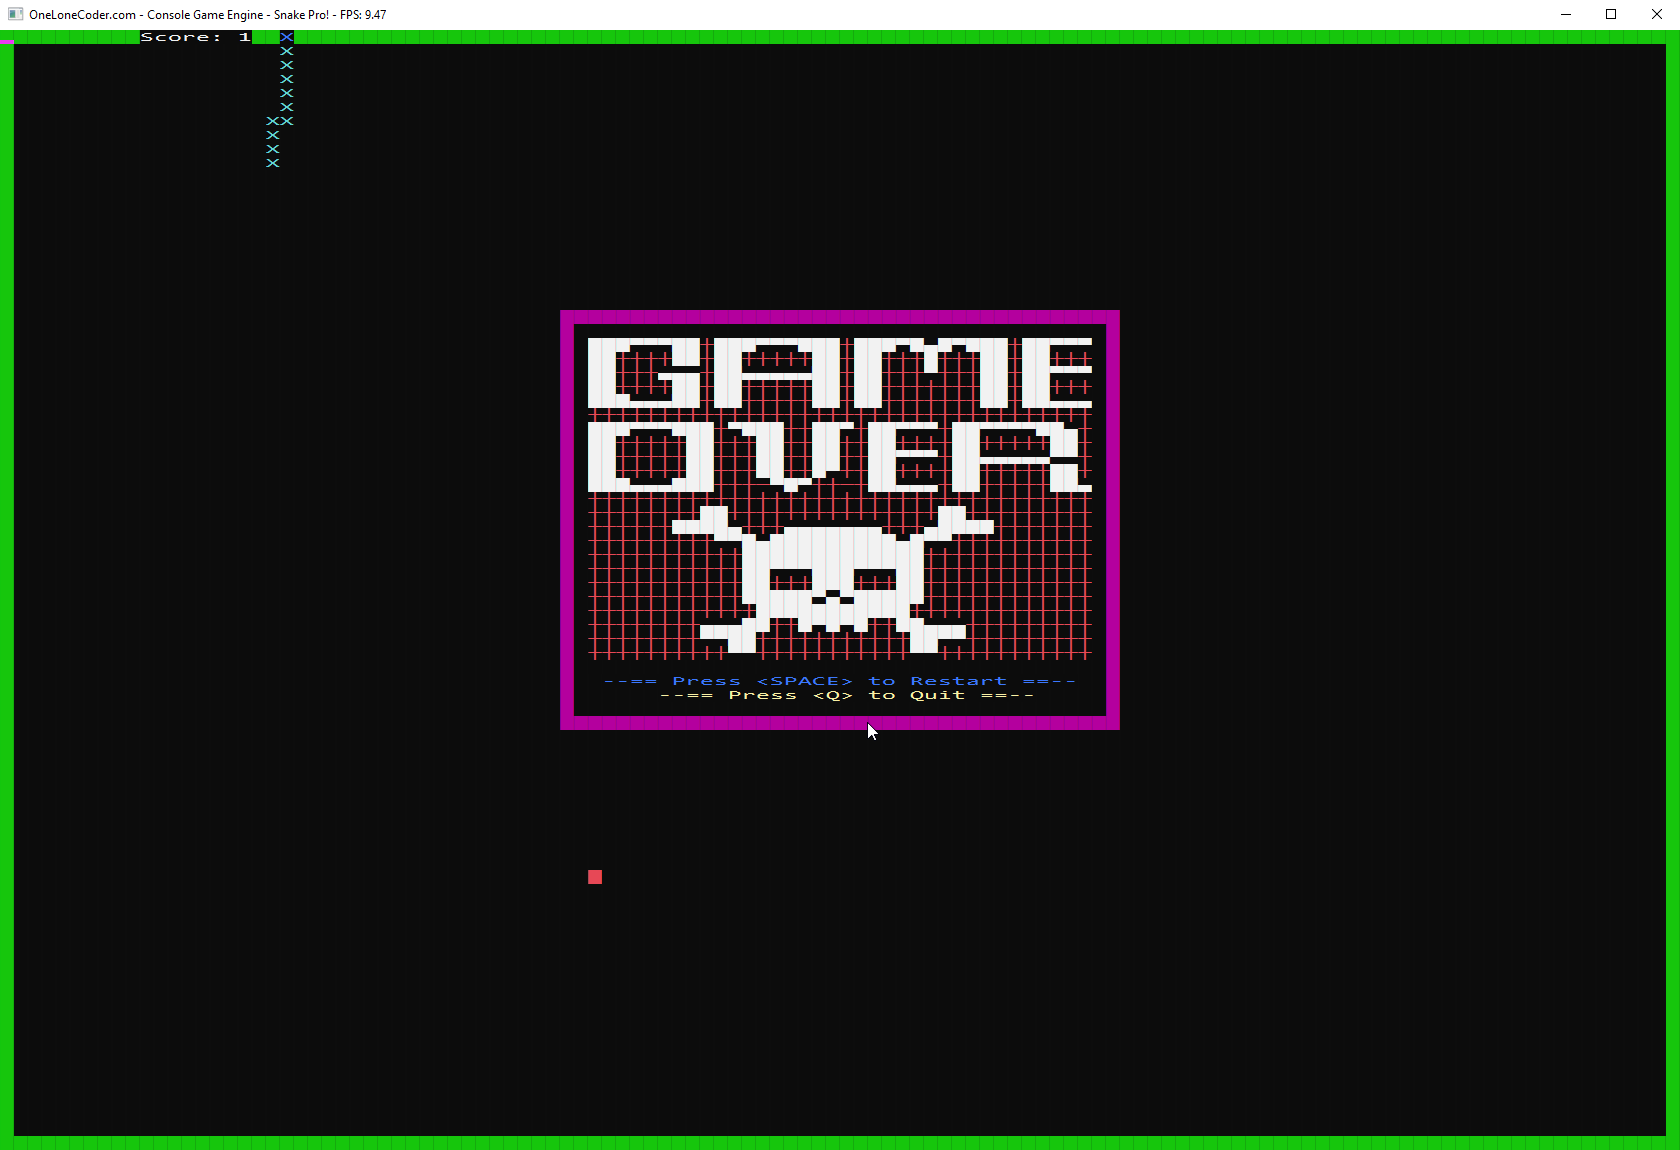 OneLoneCoder.com - Console Game Engine - Snake Pro! - FPS: 9.47
Score: 1 x
x
x
x
x
x
xx
x
x
x
GAME
OVER
--== Press <SPACE> to Restart ==--
--== Press <Q> to Quit ==--